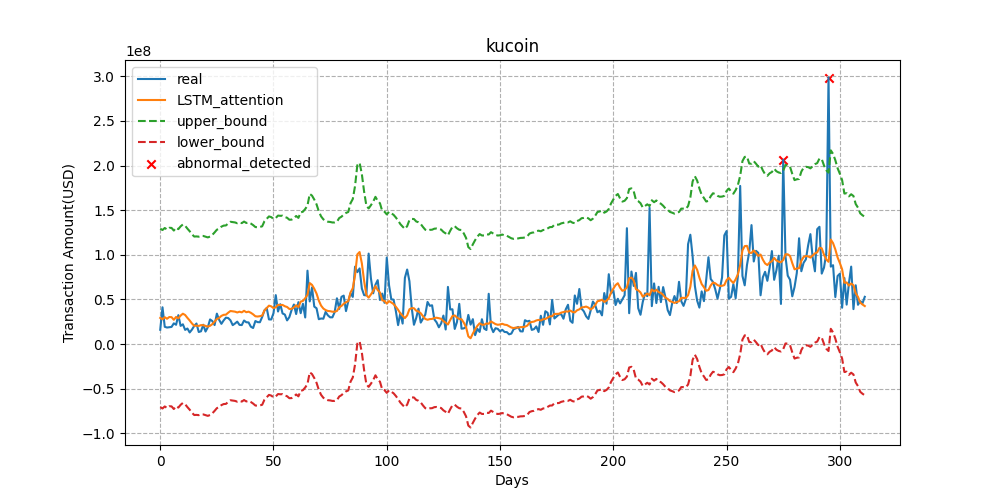 kucoin
1e8
3.0
2.5
2.0
1.5
1.0
0.5
0.0
−0.5
−1.0
Transaction Amount(USD)
real
LSTM_attention
upper_bound
lower_bound
abnormal_detected
0 50 100 150 200 250 300
Days